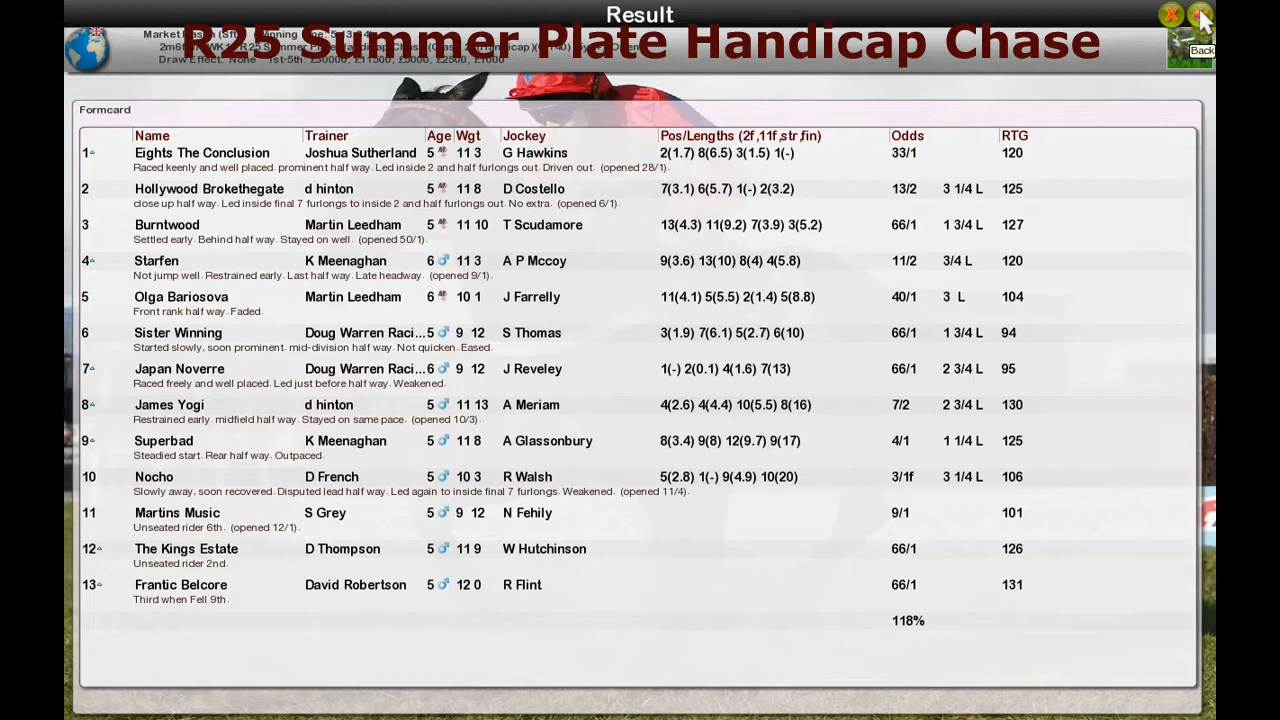 Result
R25 Summer Plate Handicap Chase
Back
Formcard
Name Trainer Age Wgt Jockey Pos/Lengths (2f,11f,str,fin) Odds RTG
1 Eights The Conclusion Joshua Sutherland 5 11 3 G Hawkins 2(1.7) 8(6.5) 3(1.5) 1(-) 33/1 120
Raced keenly and well placed. prominent half way. Led inside 2 and half furlongs out. Driven out. (opened 28/1).
2 Hollywood Brokethegate d hinton 5 11 8 D Costello 7(3.1) 6(5.7) 1(-) 2(3.2) 13/2 3 1/4 L 125
close up half way. Led inside final 7 furlongs to inside 2 and half furlongs out. No extra. (opened 6/1).
3 Burntwood Martin Leedham 5 11 10 T Scudamore 13(4.3) 11(9.2) 7(3.9) 3(5.2) 66/1 1 3/4 L 127
Settled early. Behind half way. Stayed on well. (opened 50/1).
4 Starfen K Meenaghan 6 11 3 A P Mccoy 9(3.6) 13(10) 8(4) 4(5.8) 11/2 3/4 L 120
Not jump well. Restrained early. Last half way. Late headway. (opened 9/1).
5 Olga Bariosova Martin Leedham 6 10 1 J Farrelly 11(4.1) 5(5.5) 2(1.4) 5(8.8) 40/1 3 L 104
Front rank half way. Faded.
6 Sister Winning Doug Warren Raci... 5 9 12 S Thomas 3(1.9) 7(6.1) 5(2.7) 6(10) 66/1 1 3/4 L 94
Started slowly, soon prominent. mid-division half way. Not quicken. Eased.
7 Japan Noverre Doug Warren Raci... 6 9 12 J Reveley 1(-) 2(0.1) 4(1.6) 7(13) 66/1 2 3/4 L 95
Raced freely and well placed. Led just before half way. Weakened.
8 James Yogi d hinton 5 11 13 A Meriam 4(2.6) 4(4.4) 10(5.5) 8(16) 7/2 2 3/4 L 130
Restrained early. midfield half way. Stayed on same pace. (opened 10/3).
9 Superbad K Meenaghan 5 11 8 A Glassonbury 8(3.4) 9(8) 12(9.7) 9(17) 4/1 1 1/4 L 125
Steadied start. Rear half way. Outpaced.
10 Nocho D French 5 10 3 R Walsh 5(2.8) 1(-) 9(4.9) 10(20) 3/1f 3 1/4 L 106
Slowly away, soon recovered. Disputed lead half way. Led again to inside final 7 furlongs. Weakened. (opened 11/4).
11 Martins Music S Grey 5 9 12 N Fehily 9/1 101
Unseated rider 6th. (opened 12/1).
12 The Kings Estate D Thompson 5 11 9 W Hutchinson 66/1 126
Unseated rider 2nd.
13 Frantic Belcore David Robertson 5 12 0 R Flint 66/1 131
Third when Fell 9th.
118%